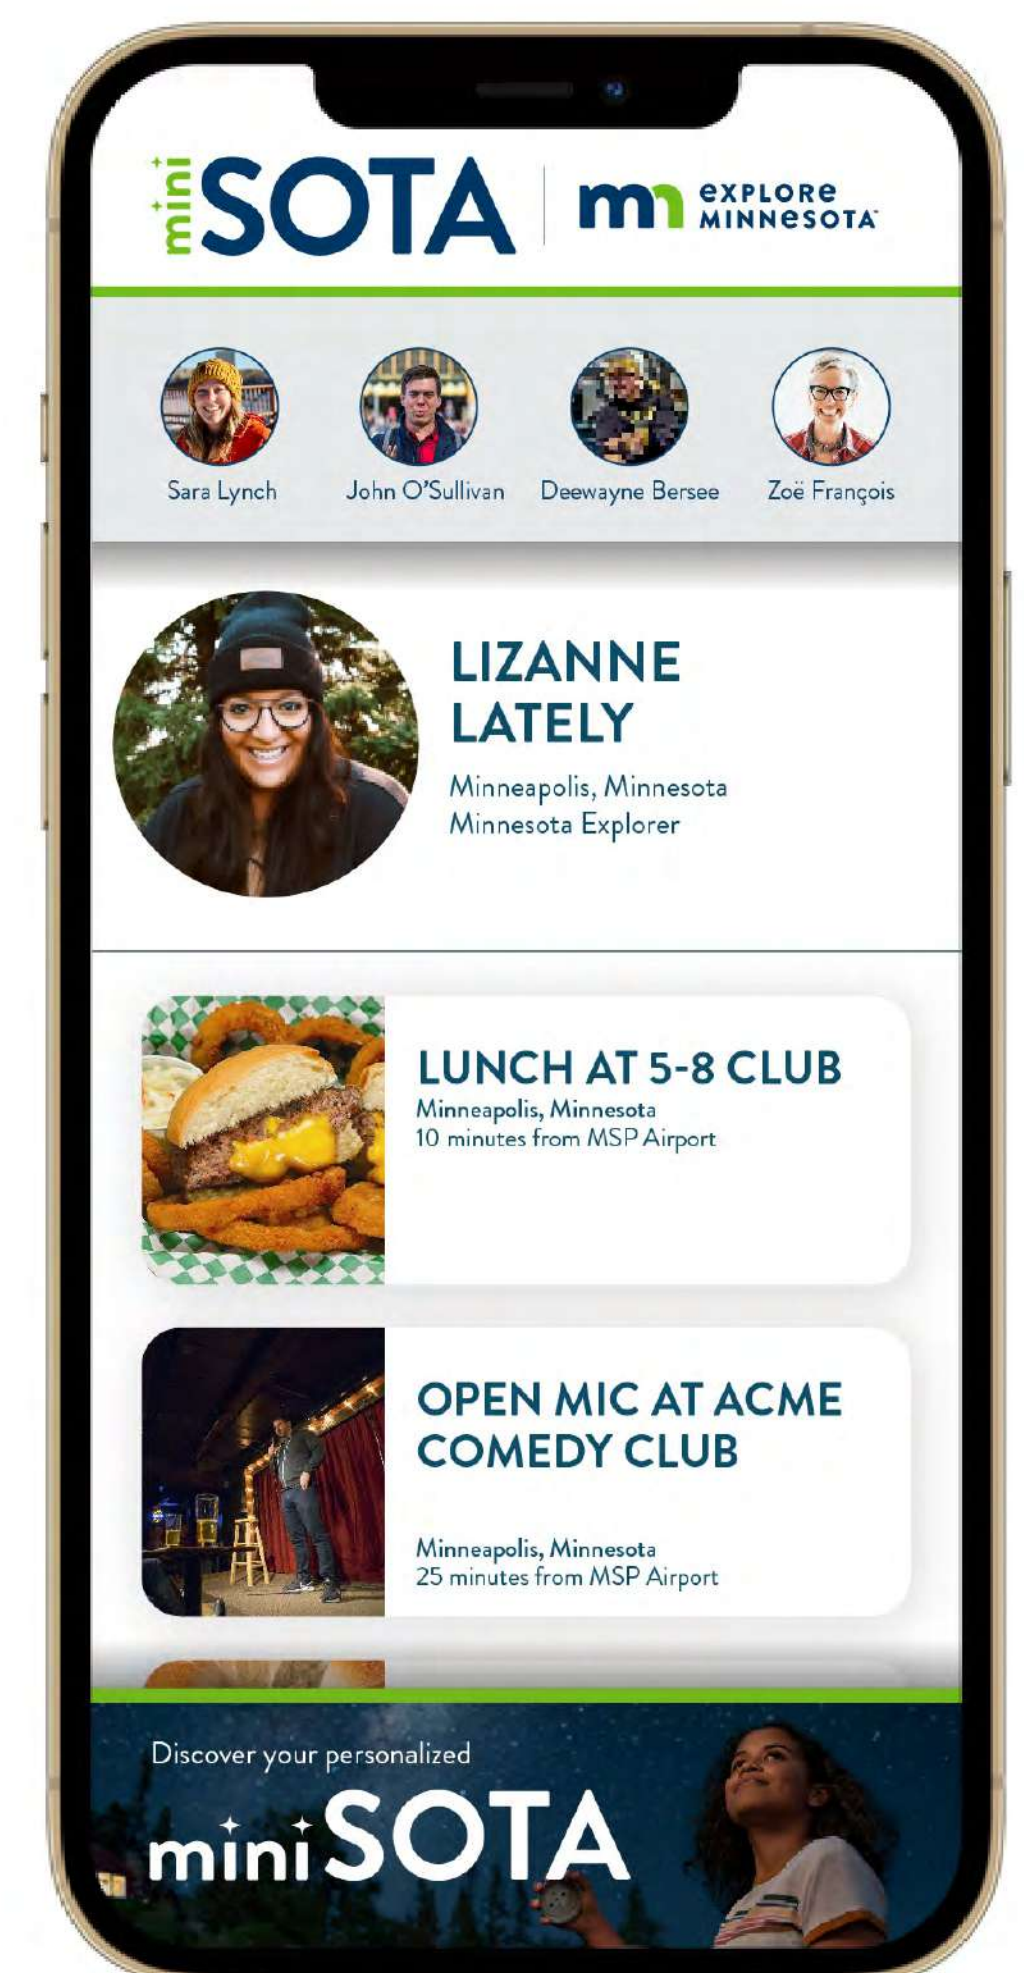 mini SOTA
mn EXPLORE MINNESOTA
Sara Lynch
John O'Sullivan
Deewayne Bersee
Zoë François
LIZANNE
LATELY
Minneapolis, Minnesota
Minnesota Explorer
LUNCH AT 5-8 CLUB
Minneapolis, Minnesota
10 minutes from MSP Airport
OPEN MIC AT ACME
COMEDY CLUB
Minneapolis, Minnesota
25 minutes from MSP Airport
Discover your personalized
miniSOTA